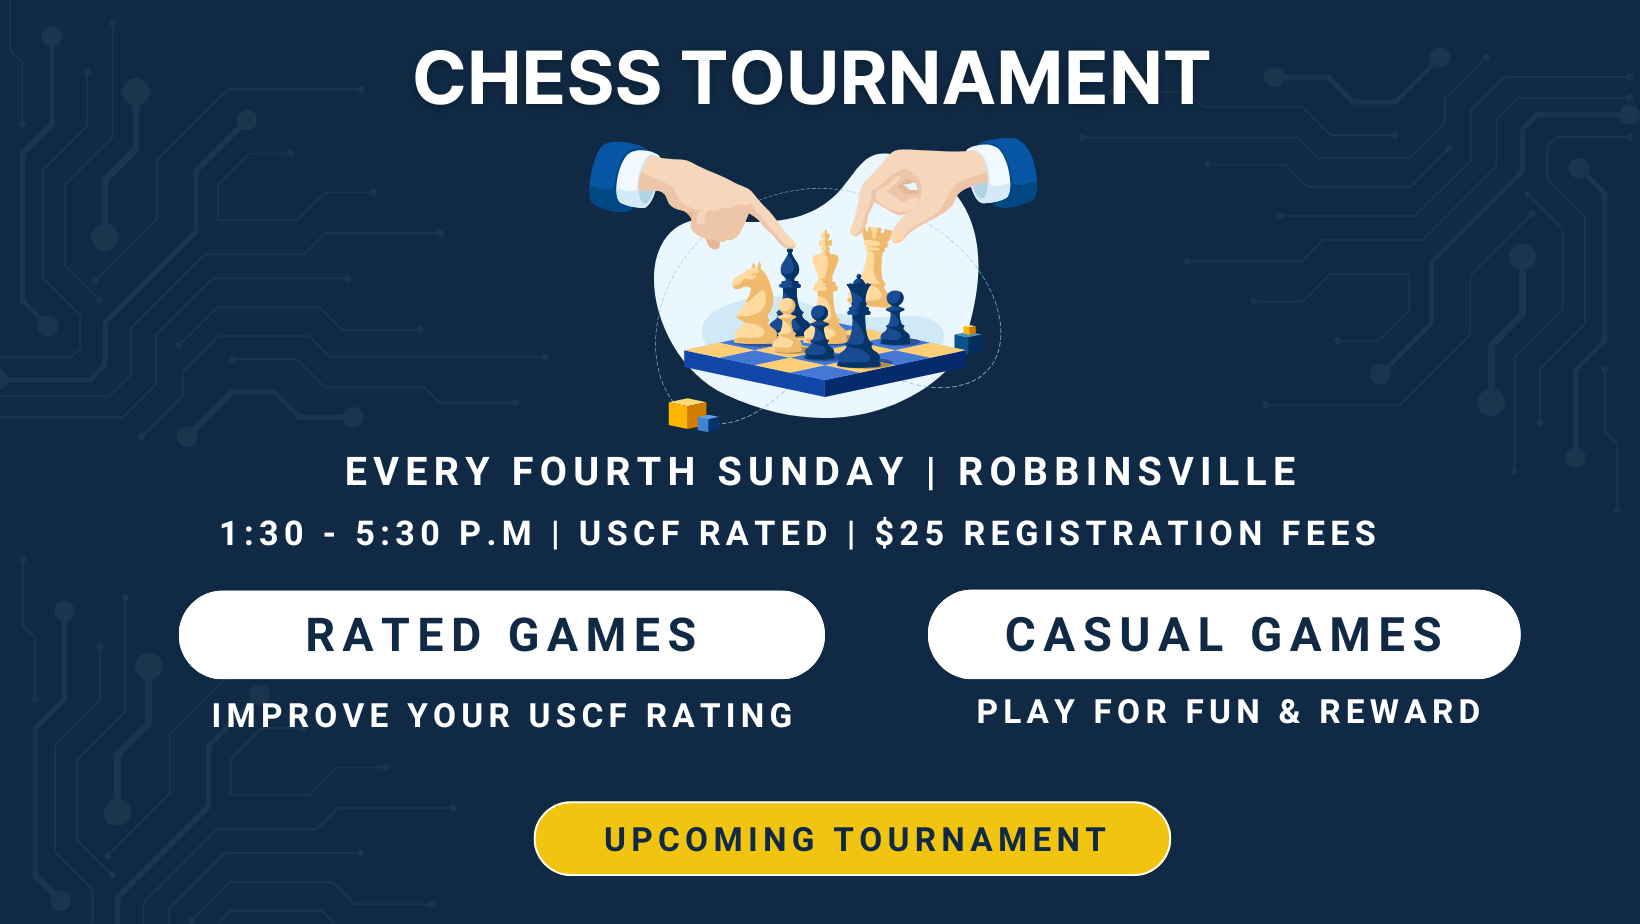 CHESS TOURNAMENT
EVERY FOURTH SUNDAY | ROBBINSVILLE
1:30 - 5:30 P.M | USCF RATED | $25 REGISTRATION FEES
RATED GAMES
IMPROVE YOUR USCF RATING
CASUAL GAMES
PLAY FOR FUN & REWARD
UPCOMING TOURNAMENT